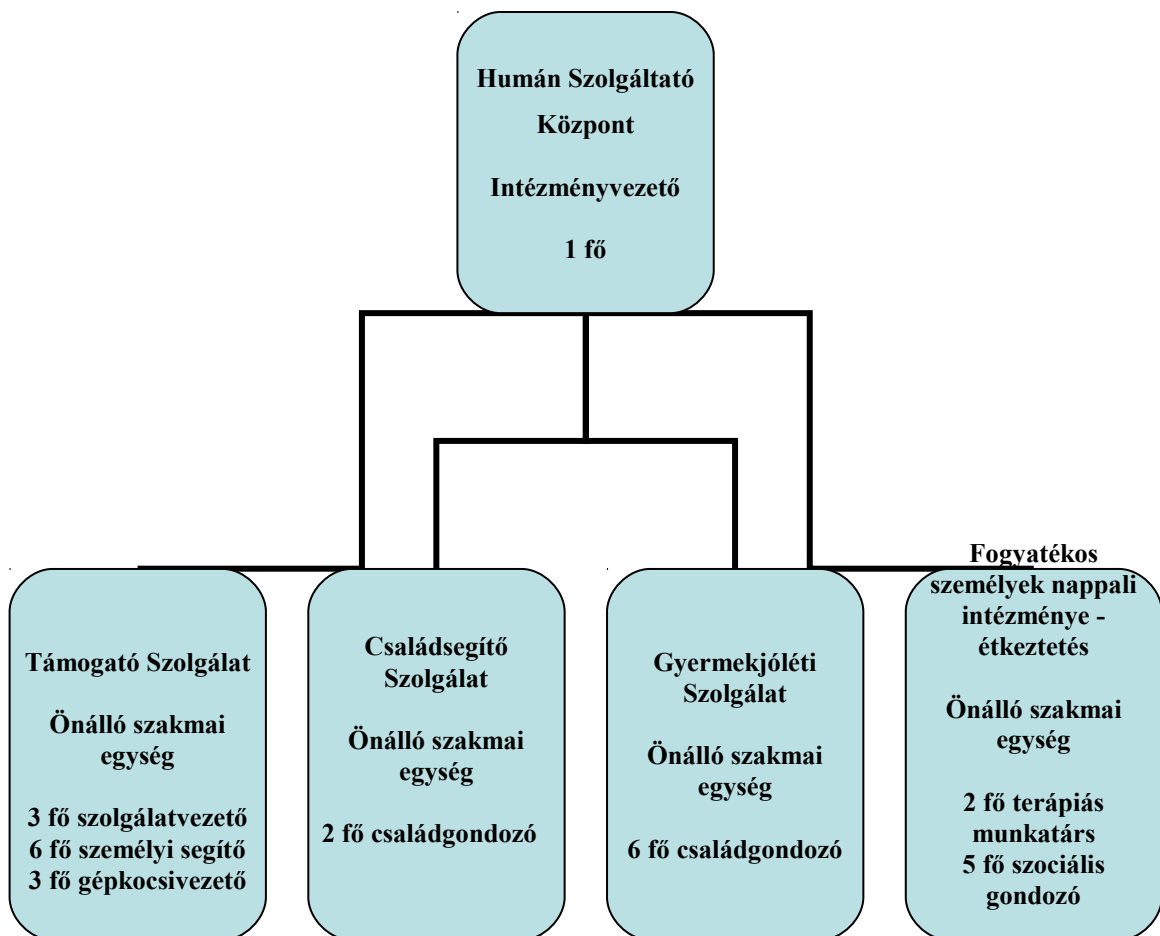 Humán Szolgáltató
Központ
Intézményvezető
1 fő
Támogató Szolgálat
Önálló szakmai
egység
3 fő szolgálatvezető
6 fő személyi segítő
3 fő gépkocsivezető
Családsegítő
Szolgálat
Önálló szakmai
egység
2 fő családgondozó
Gyermekjóléti
Szolgálat
Önálló szakmai
egység
6 fő családgondozó
Fogyatékos
személyek nappali
intézménye -
étkeztetés
Önálló szakmai
egység
2 fő terápiás
munkatárs
5 fő szociális
gondozó